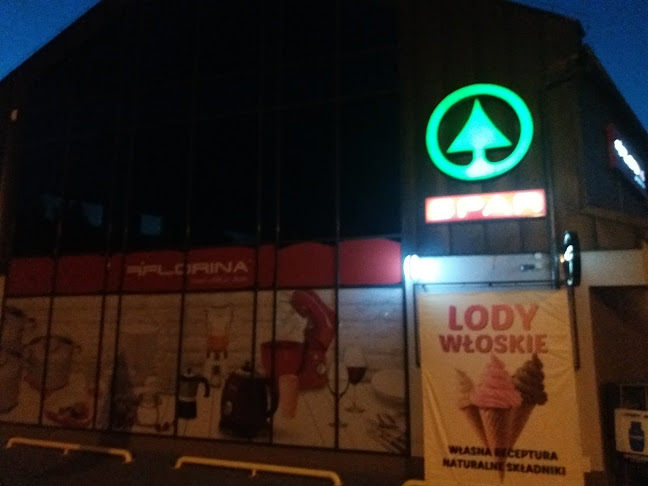 SPAR
FLORINA
LODY
WŁOSKIE
WŁASNA RECEPTURA
NATURALNE SKŁADNIKI